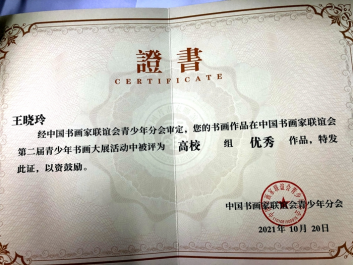 證書
CERTIFICATE
王晓玲
经中国书画家联谊会青少年分会审定，您的书画作品在中国书画家联谊会
第二届青少年书画大展活动中被评为 高校 组 优秀 作品，特发
此证，以资鼓励。
中国书画家联谊会青少年分会
2021年 10月 20日